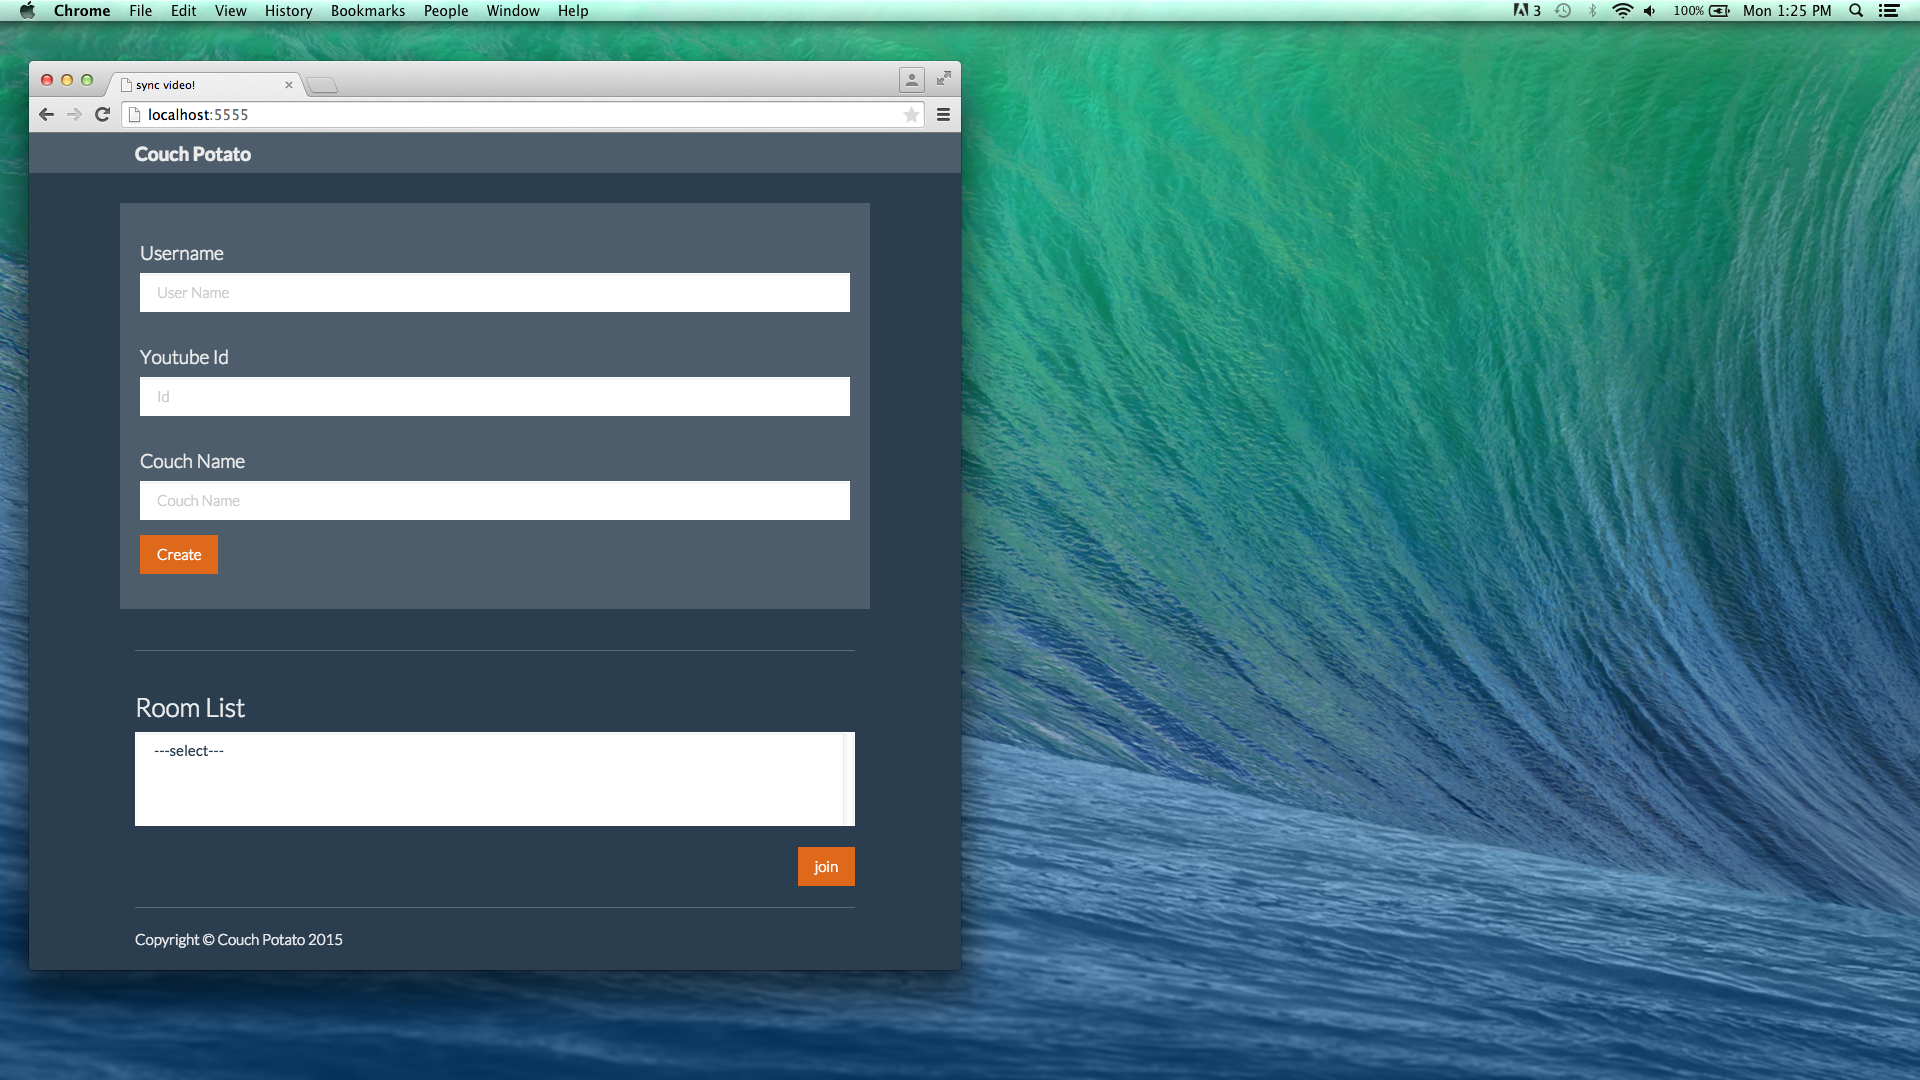 Chrome File Edit View History Bookmarks People Window Help 3 100% Mon 1:25 PM
sync video!
localhost:5555
Couch Potato
Username
User Name
Youtube Id
Id
Couch Name
Couch Name
Create
Room List
---select---
join
Copyright © Couch Potato 2015